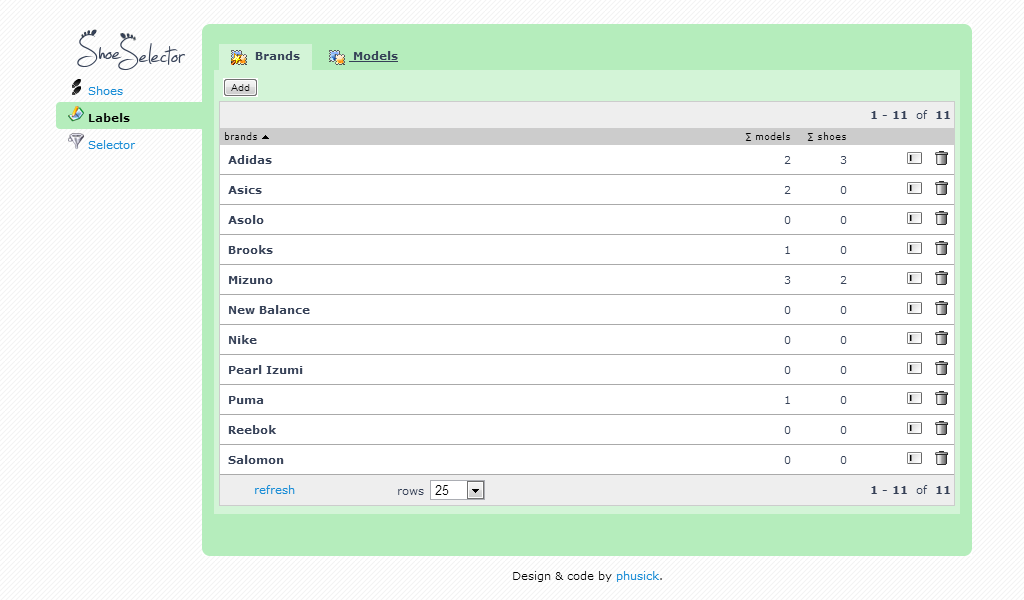 ShoeSelector
Shoes
Labels
Selector
Brands Models
Add
1 - 11 of 11
brands Σ models Σ shoes
Adidas 2 3
Asics 2 0
Asolo 0 0
Brooks 1 0
Mizuno 3 2
New Balance 0 0
Nike 0 0
Pearl Izumi 0 0
Puma 1 0
Reebok 0 0
Salomon 0 0
refresh rows 25 1 - 11 of 11
Design & code by phusick.